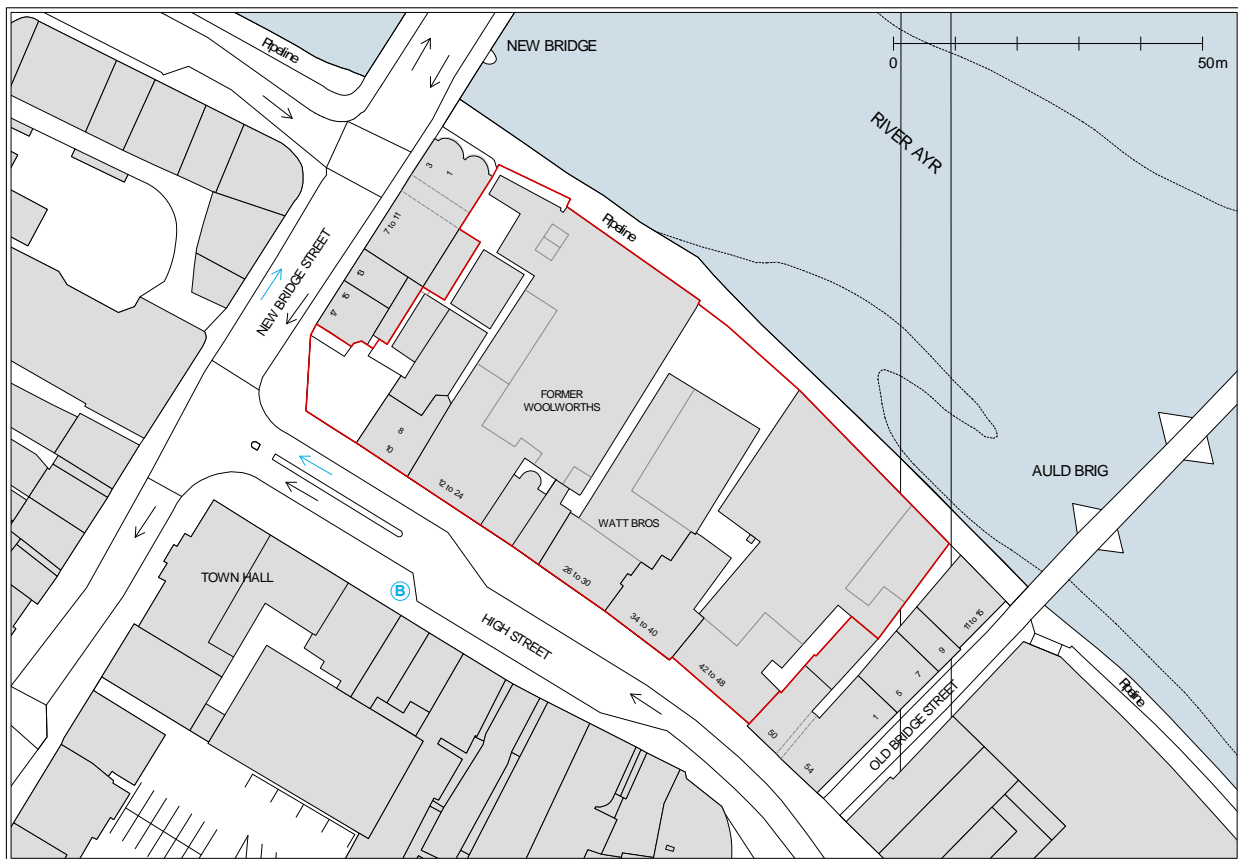 NEW BRIDGE
Pipeline
0
50m
RIVER AYR
3
1
7 to 11
Pipeline
13
15
17
NEW BRIDGE STREET
FORMER
WOOLWORTHS
8
10
12 to 24
AULD BRIG
WATT BROS
TOWN HALL
B
26 to 30
HIGH STREET
34 to 40
42 to 48
11 to 15
9
7
5
1
OLD BRIDGE STREET
Pipeline
50
54